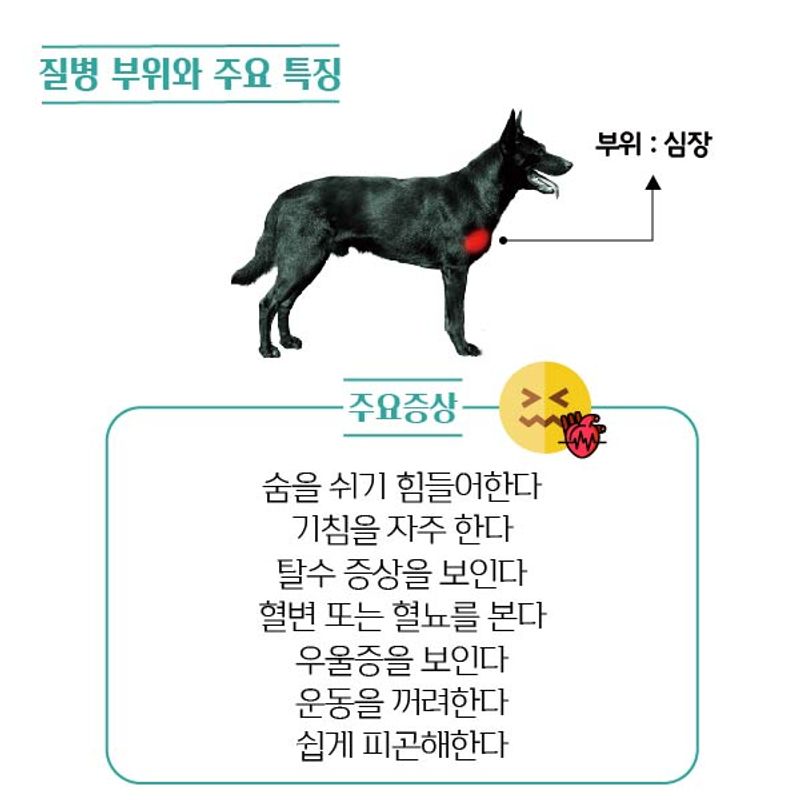 질병 부위와 주요 특징
부위 : 심장
주요증상
숨을 쉬기 힘들어한다
기침을 자주 한다
탈수 증상을 보인다
혈변 또는 혈뇨를 본다
우울증을 보인다
운동을 꺼려한다
쉽게 피곤해한다